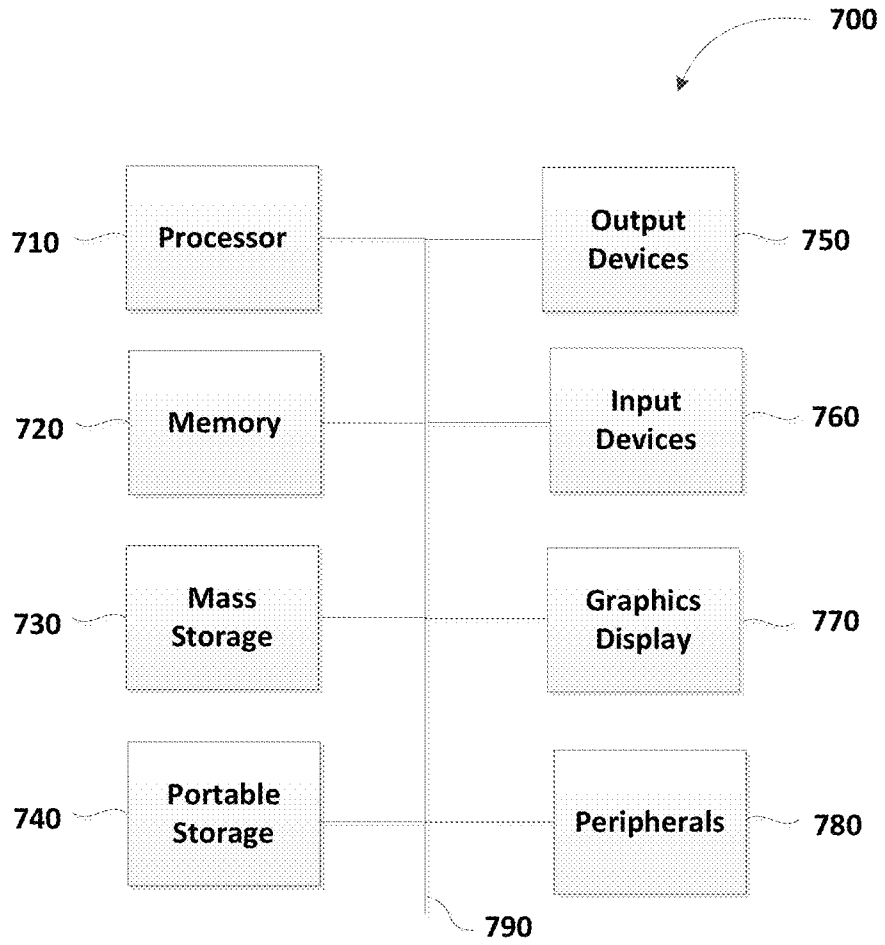 700
710
Processor
Output
Devices
750
720
Memory
Input
Devices
760
730
Mass
Storage
Graphics
Display
770
740
Portable
Storage
Peripherals
780
790